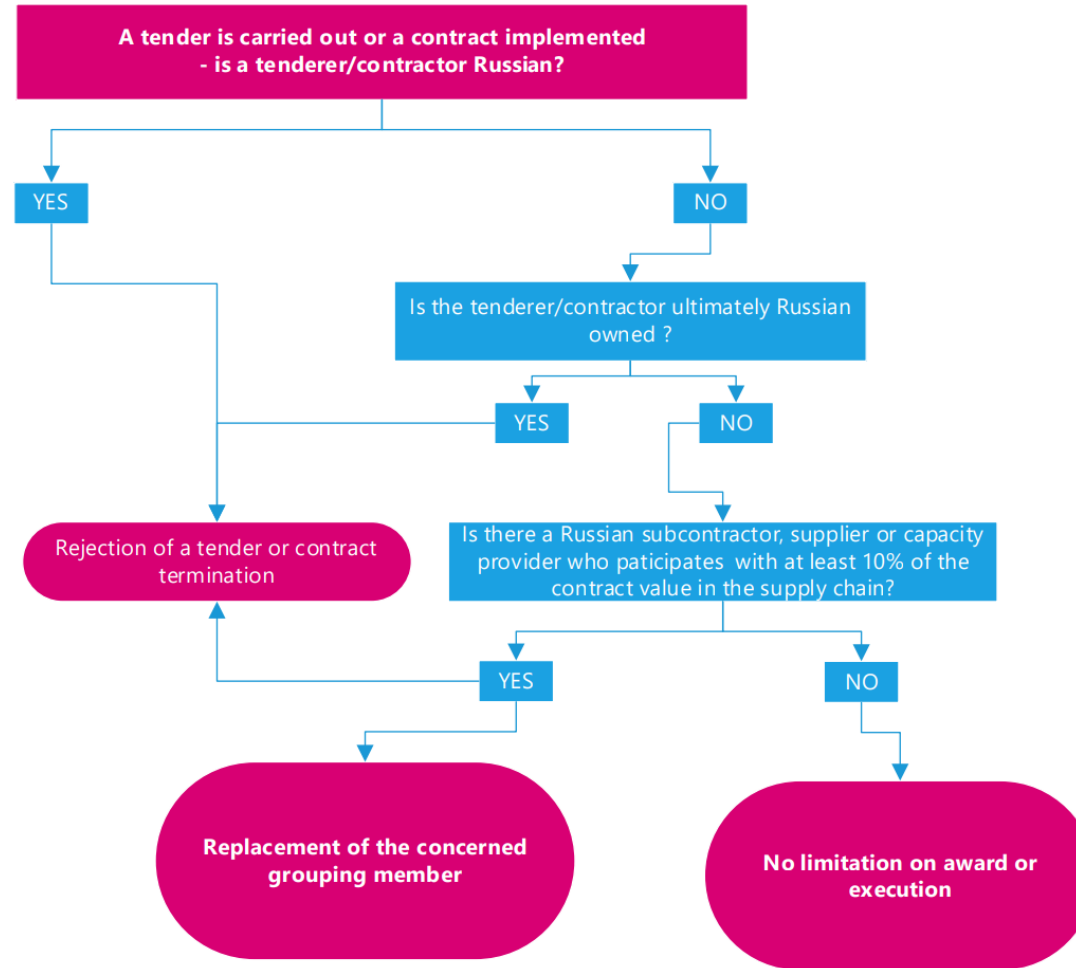 A tender is carried out or a contract implemented
- is a tenderer/contractor Russian?
YES
NO
Is the tenderer/contractor ultimately Russian
owned ?
YES
NO
Rejection of a tender or contract
termination
Is there a Russian subcontractor, supplier or capacity
provider who paticipates with at least 10% of the
contract value in the supply chain?
YES
NO
Replacement of the concerned
grouping member
No limitation on award or
execution